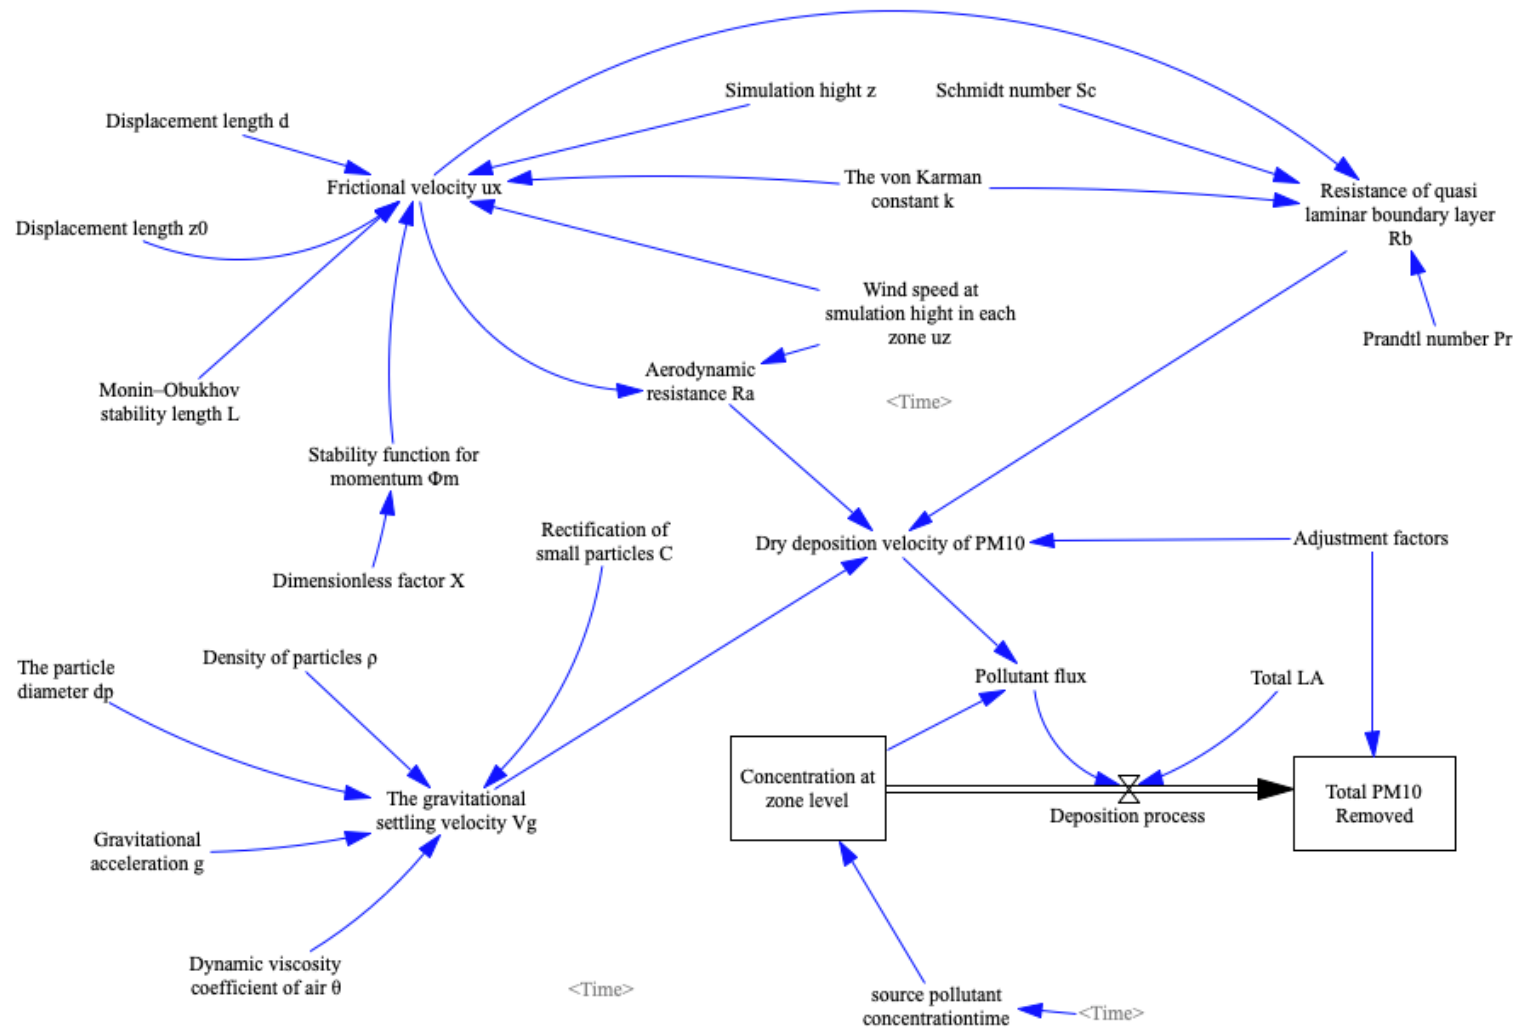 Simulation hight z
Schmidt number Sc
Displacement length d
Frictional velocity ux
The von Karman
constant k
Resistance of quasi
laminar boundary layer
Rb
Displacement length z0
Wind speed at
smulation hight in each
zone uz
Prandtl number Pr
Monin–Obukhov
stability length L
Aerodynamic
resistance Ra
<Time>
Stability function for
momentum Φm
Rectification of
small particles C
Dry deposition velocity of PM10
Adjustment factors
Dimensionless factor X
The particle
diameter dp
Density of particles ρ
Pollutant flux
Total LA
Concentration at
zone level
Deposition process
Total PM10
Removed
The gravitational
settling velocity Vg
Gravitational
acceleration g
Dynamic viscosity
coefficient of air θ
<Time>
source pollutant
concentrationtime
<Time>